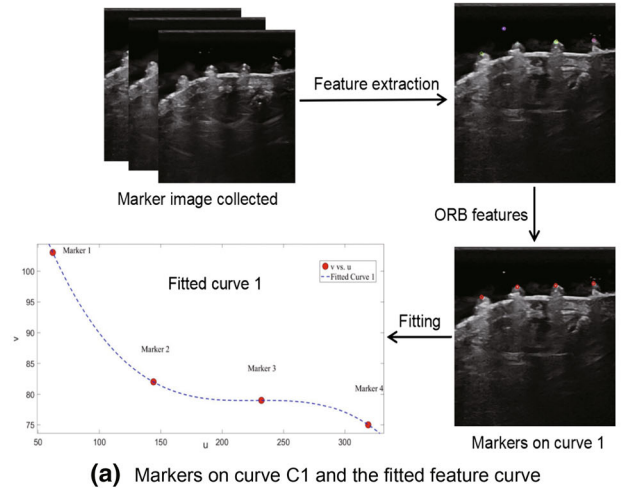 Feature extraction
Marker image collected
ORB features
Fitted curve 1
v vs. u
Fitted Curve 1
Marker 1
Marker 2
Marker 3
Marker 4
100
95
90
85
80
75
v
50
100
150
200
250
300
u
Fitting
Markers on curve 1
(a) Markers on curve C1 and the fitted feature curve